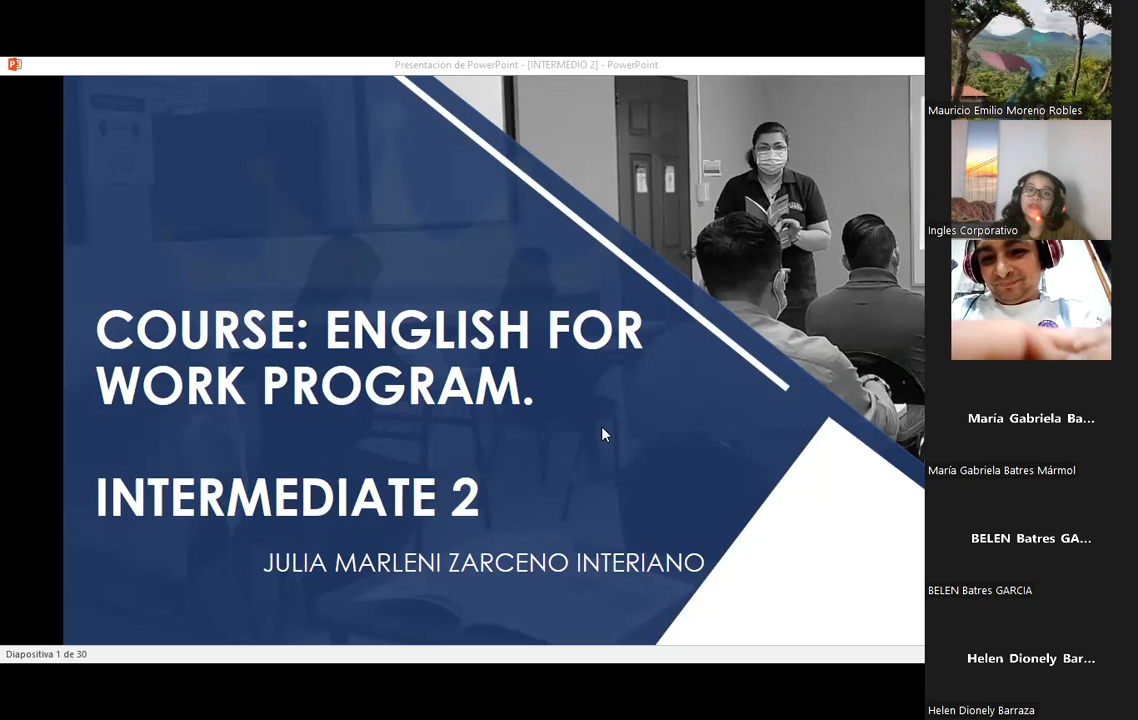 Presentación de PowerPoint - [INTERMEDIO 2] - PowerPoint
COURSE: ENGLISH FOR
WORK PROGRAM.
INTERMEDIATE 2
JULIA MARLENI ZARCENO INTERIANO
Diapositiva 1 de 30
Mauricio Emilio Moreno Robles
Ingles Corporativo
María Gabriela Ba...
María Gabriela Batres Mármol
BELEN Batres GA...
BELEN Batres GARCIA
Helen Dionely Bar...
Helen Dionely Barraza